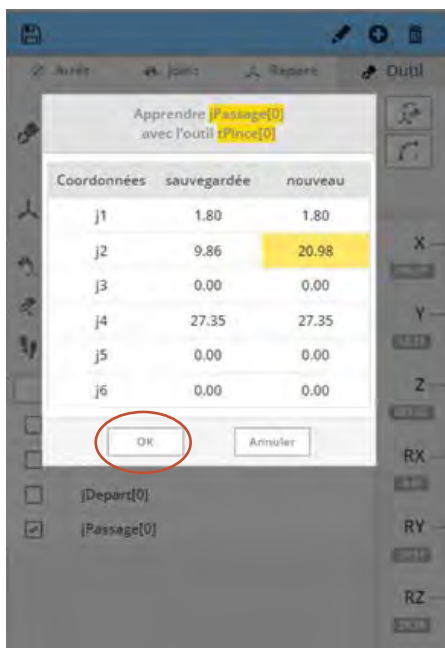 Arrêt Joint Repère Outil
Apprendre jPassage[0]
avec l'outil tPince[0]
Coordonnées sauvegardée nouveau
j1 1.80 1.80
j2 9.86 20.98
j3 0.00 0.00
j4 27.35 27.35
j5 0.00 0.00
j6 0.00 0.00
OK Annuler
jDepart[0]
jPassage[0]
X
Y
Z
RX
RY
RZ